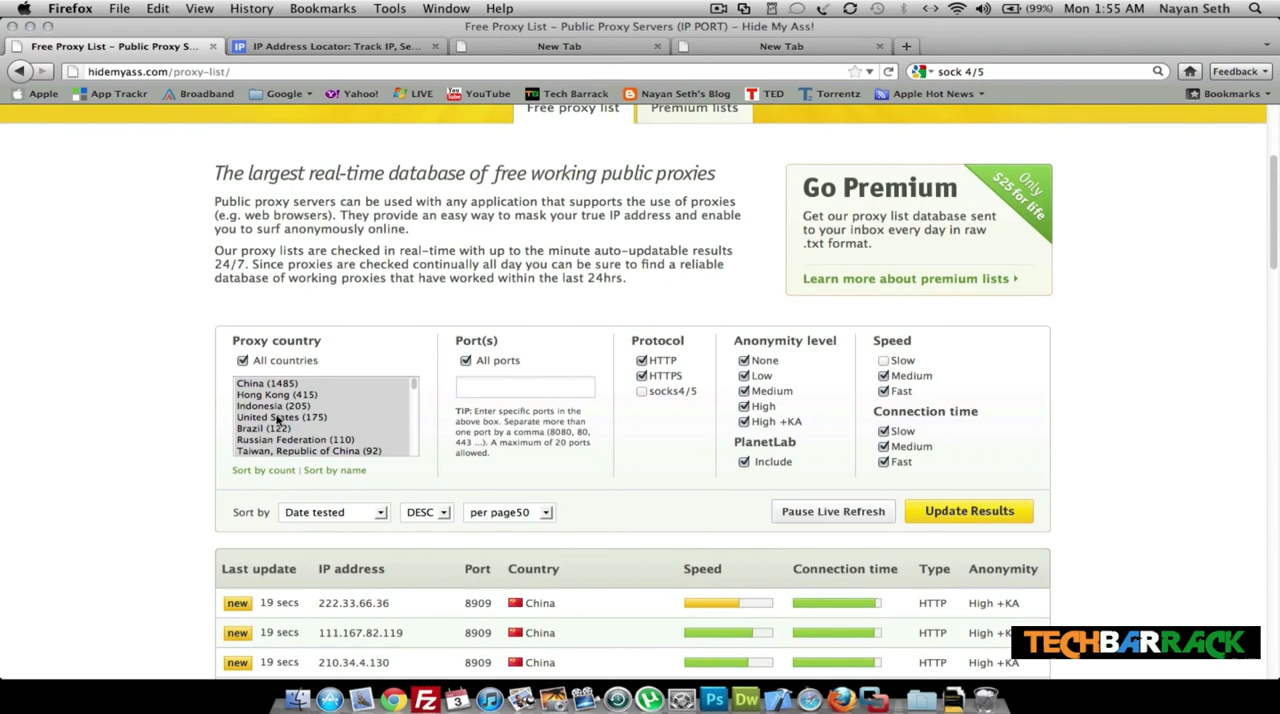 Firefox File Edit View History Bookmarks Tools Window Help (99%) Mon 1:55 AM Nayan Seth
Free Proxy List – Public Proxy Servers (IP PORT) – Hide My Ass!
Free Proxy List – Public Proxy S... IP Address Locator: Track IP, Se... New Tab New Tab
hidemyass.com/proxy-list/ sock 4/5 Feedback
Apple App Trackr Broadband Google Yahoo! LIVE YouTube Tech Barrack Nayan Seth's Blog TED Torrentz Apple Hot News Bookmarks
Free proxy list Premium lists
The largest real-time database of free working public proxies
Public proxy servers can be used with any application that supports the use of proxies
(e.g. web browsers). They provide an easy way to mask your true IP address and enable
you to surf anonymously online.
Our proxy lists are checked in real-time with up to the minute auto-updatable results
24/7. Since proxies are checked continually all day you can be sure to find a reliable
database of working proxies that have worked within the last 24hrs.
Go Premium
Only
$25 for life
Get our proxy list database sent
to your inbox every day in raw
.txt format.
Learn more about premium lists
Proxy country
All countries
China (1485)
Hong Kong (415)
Indonesia (205)
United States (175)
Brazil (122)
Russian Federation (110)
Taiwan, Republic of China (92)
Sort by count | Sort by name
Port(s)
All ports
TIP: Enter specific ports in the
above box. Separate more than
one port by a comma (8080, 80,
443 ...). A maximum of 20 ports
allowed.
Protocol
HTTP
HTTPS
socks4/5
Anonymity level
None
Low
Medium
High
High +KA
PlanetLab
Include
Speed
Slow
Medium
Fast
Connection time
Slow
Medium
Fast
Sort by Date tested DESC per page50 Pause Live Refresh Update Results
Last update IP address Port Country Speed Connection time Type Anonymity
new 19 secs 222.33.66.36 8909 China HTTP High +KA
new 19 secs 111.167.82.119 8909 China HTTP High +K
new 19 secs 210.34.4.130 8909 China HTTP High +KA
TECHBARRACK
Ps Dw